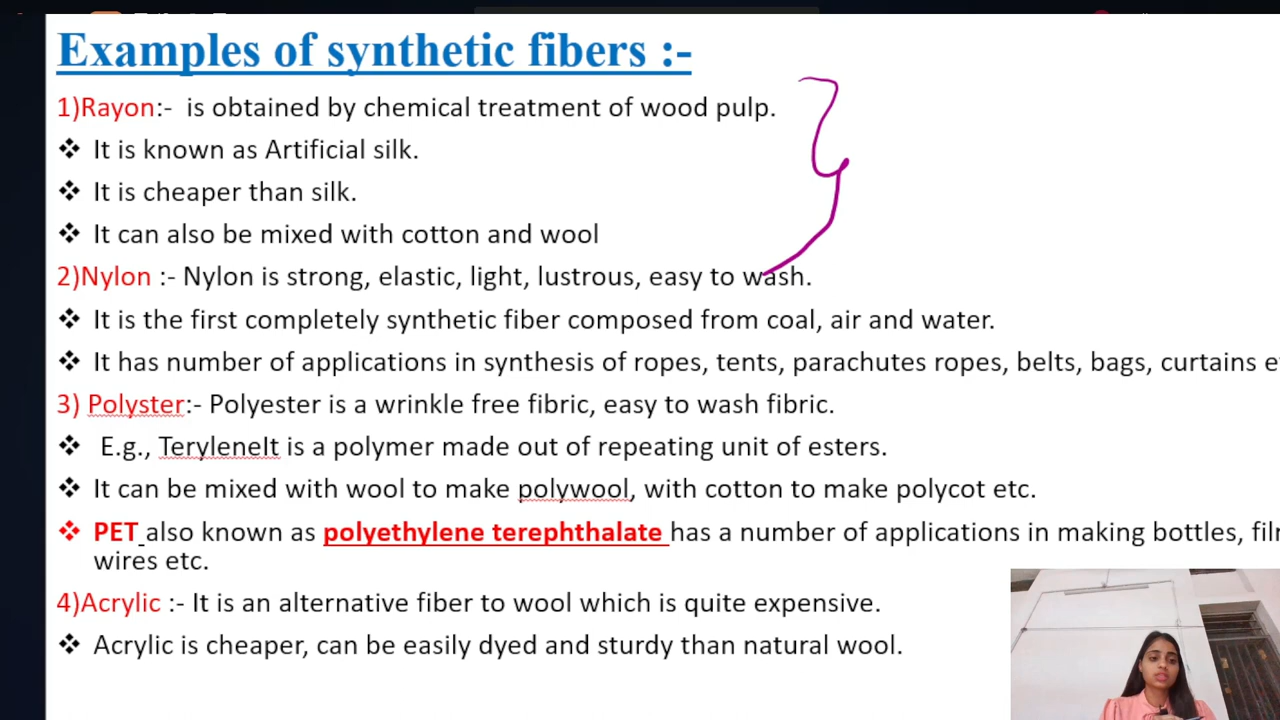 Examples of synthetic fibers :-
1)Rayon:- is obtained by chemical treatment of wood pulp.
❖ It is known as Artificial silk.
❖ It is cheaper than silk.
❖ It can also be mixed with cotton and wool
2)Nylon :- Nylon is strong, elastic, light, lustrous, easy to wash.
❖ It is the first completely synthetic fiber composed from coal, air and water.
❖ It has number of applications in synthesis of ropes, tents, parachutes ropes, belts, bags, curtains
3) Polyster:- Polyester is a wrinkle free fibric, easy to wash fibric.
❖ E.g., TeryleneIt is a polymer made out of repeating unit of esters.
❖ It can be mixed with wool to make polywool, with cotton to make polycot etc.
❖ PET also known as polyethylene terephthalate has a number of applications in making bottles,
wires etc.
4)Acrylic :- It is an alternative fiber to wool which is quite expensive.
❖ Acrylic is cheaper, can be easily dyed and sturdy than natural wool.